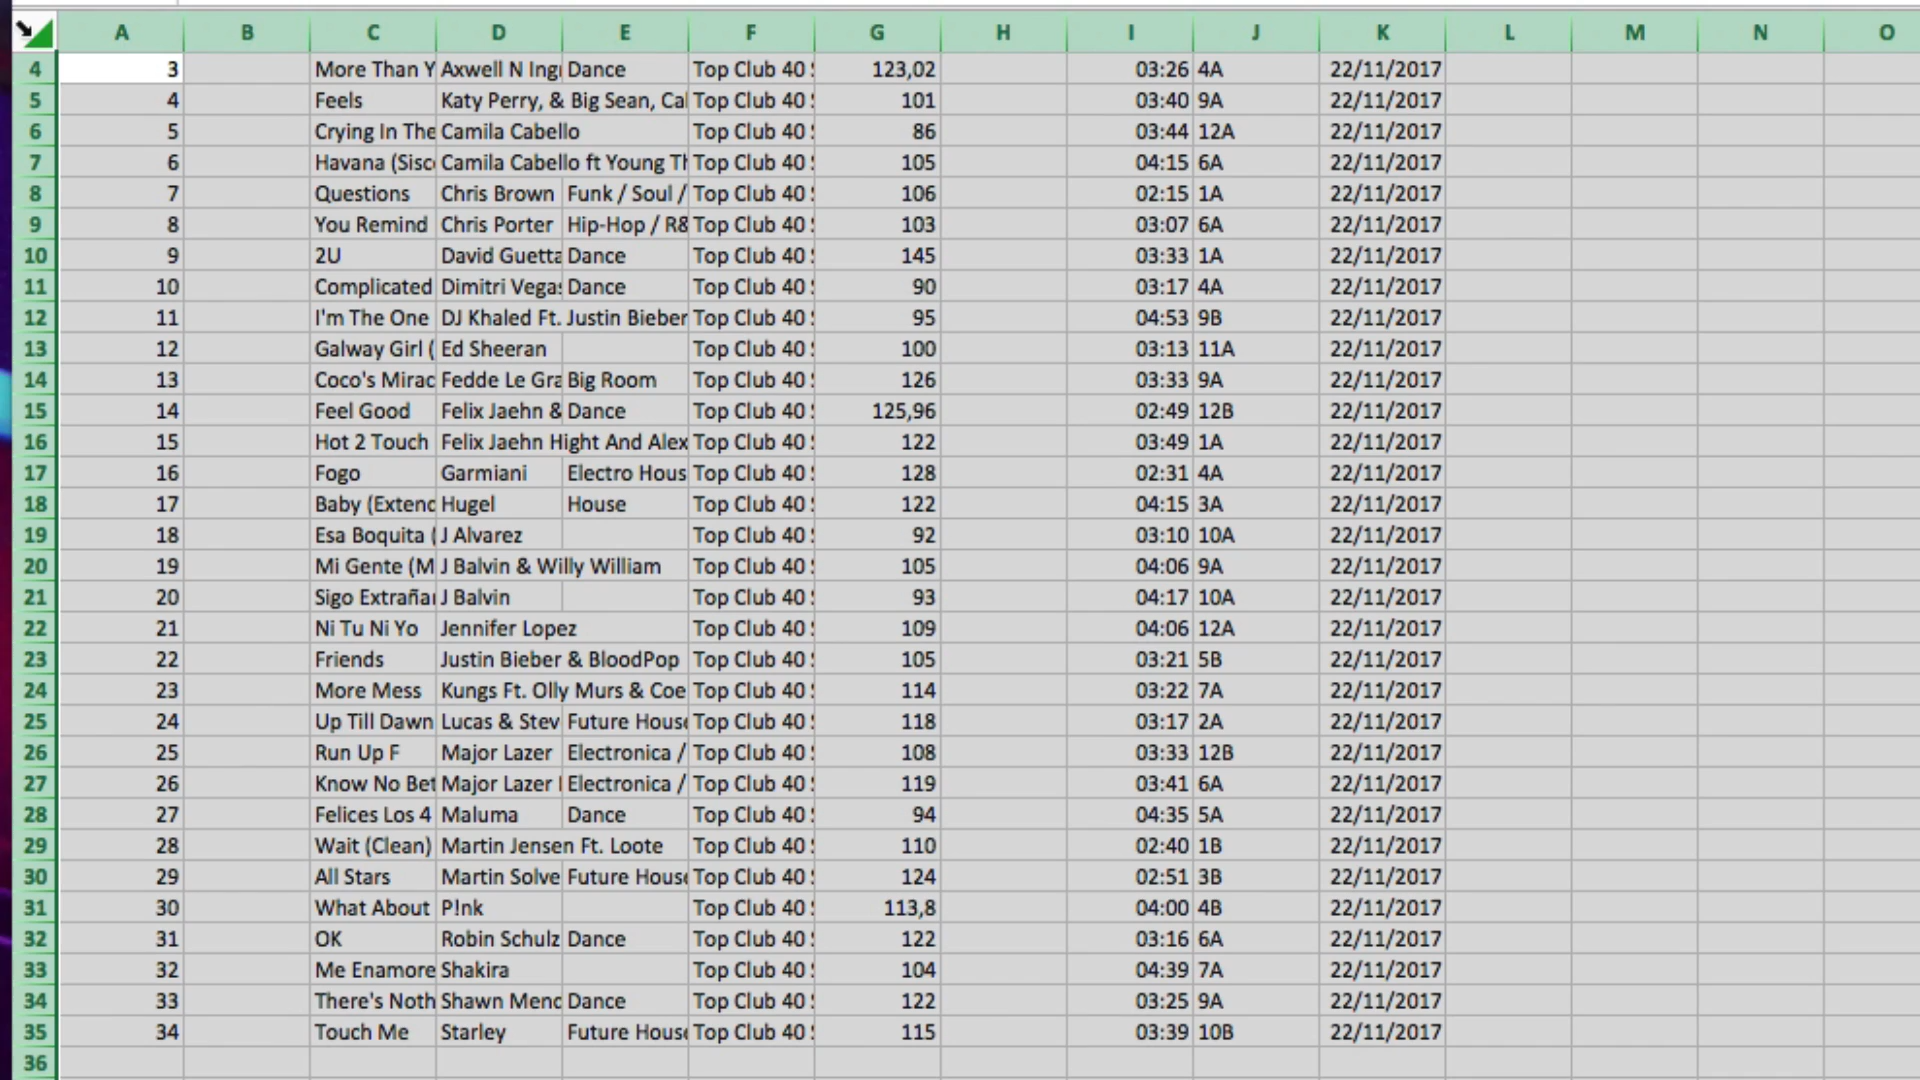 A B C D E F G H I J K L M N O
4 3 More Than Y Axwell N Ingr Dance Top Club 40 123,02 03:26 4A 22/11/2017
5 4 Feels Katy Perry, & Big Sean, Cal Top Club 40 101 03:40 9A 22/11/2017
6 5 Crying In The Camila Cabello Top Club 40 86 03:44 12A 22/11/2017
7 6 Havana (Sisc Camila Cabello ft Young Th Top Club 40 105 04:15 6A 22/11/2017
8 7 Questions Chris Brown Funk / Soul / Top Club 40 106 02:15 1A 22/11/2017
9 8 You Remind Chris Porter Hip-Hop / R& Top Club 40 103 03:07 6A 22/11/2017
10 9 2U David Guetta Dance Top Club 40 145 03:33 1A 22/11/2017
11 10 Complicated Dimitri Vegas Dance Top Club 40 90 03:17 4A 22/11/2017
12 11 I'm The One DJ Khaled Ft. Justin Bieber Top Club 40 95 04:53 9B 22/11/2017
13 12 Galway Girl ( Ed Sheeran Top Club 40 100 03:13 11A 22/11/2017
14 13 Coco's Mirac Fedde Le Gra Big Room Top Club 40 126 03:33 9A 22/11/2017
15 14 Feel Good Felix Jaehn & Dance Top Club 40 125,96 02:49 12B 22/11/2017
16 15 Hot 2 Touch Felix Jaehn Hight And Alex Top Club 40 122 03:49 1A 22/11/2017
17 16 Fogo Garmiani Electro Hous Top Club 40 128 02:31 4A 22/11/2017
18 17 Baby (Extend Hugel House Top Club 40 122 04:15 3A 22/11/2017
19 18 Esa Boquita ( J Alvarez Top Club 40 92 03:10 10A 22/11/2017
20 19 Mi Gente (M J Balvin & Willy William Top Club 40 105 04:06 9A 22/11/2017
21 20 Sigo Extrañan J Balvin Top Club 40 93 04:17 10A 22/11/2017
22 21 Ni Tu Ni Yo Jennifer Lopez Top Club 40 109 04:06 12A 22/11/2017
23 22 Friends Justin Bieber & BloodPop Top Club 40 105 03:21 5B 22/11/2017
24 23 More Mess Kungs Ft. Olly Murs & Coe Top Club 40 114 03:22 7A 22/11/2017
25 24 Up Till Dawn Lucas & Stev Future House Top Club 40 118 03:17 2A 22/11/2017
26 25 Run Up F Major Lazer Electronica / Top Club 40 108 03:33 12B 22/11/2017
27 26 Know No Bet Major Lazer Electronica / Top Club 40 119 03:41 6A 22/11/2017
28 27 Felices Los 4 Maluma Dance Top Club 40 94 04:35 5A 22/11/2017
29 28 Wait (Clean) Martin Jensen Ft. Loote Top Club 40 110 02:40 1B 22/11/2017
30 29 All Stars Martin Solve Future House Top Club 40 124 02:51 3B 22/11/2017
31 30 What About P!nk Top Club 40 113,8 04:00 4B 22/11/2017
32 31 OK Robin Schulz Dance Top Club 40 122 03:16 6A 22/11/2017
33 32 Me Enamore Shakira Top Club 40 104 04:39 7A 22/11/2017
34 33 There's Noth Shawn Mend Dance Top Club 40 122 03:25 9A 22/11/2017
35 34 Touch Me Starley Future House Top Club 40 115 03:39 10B 22/11/2017
36